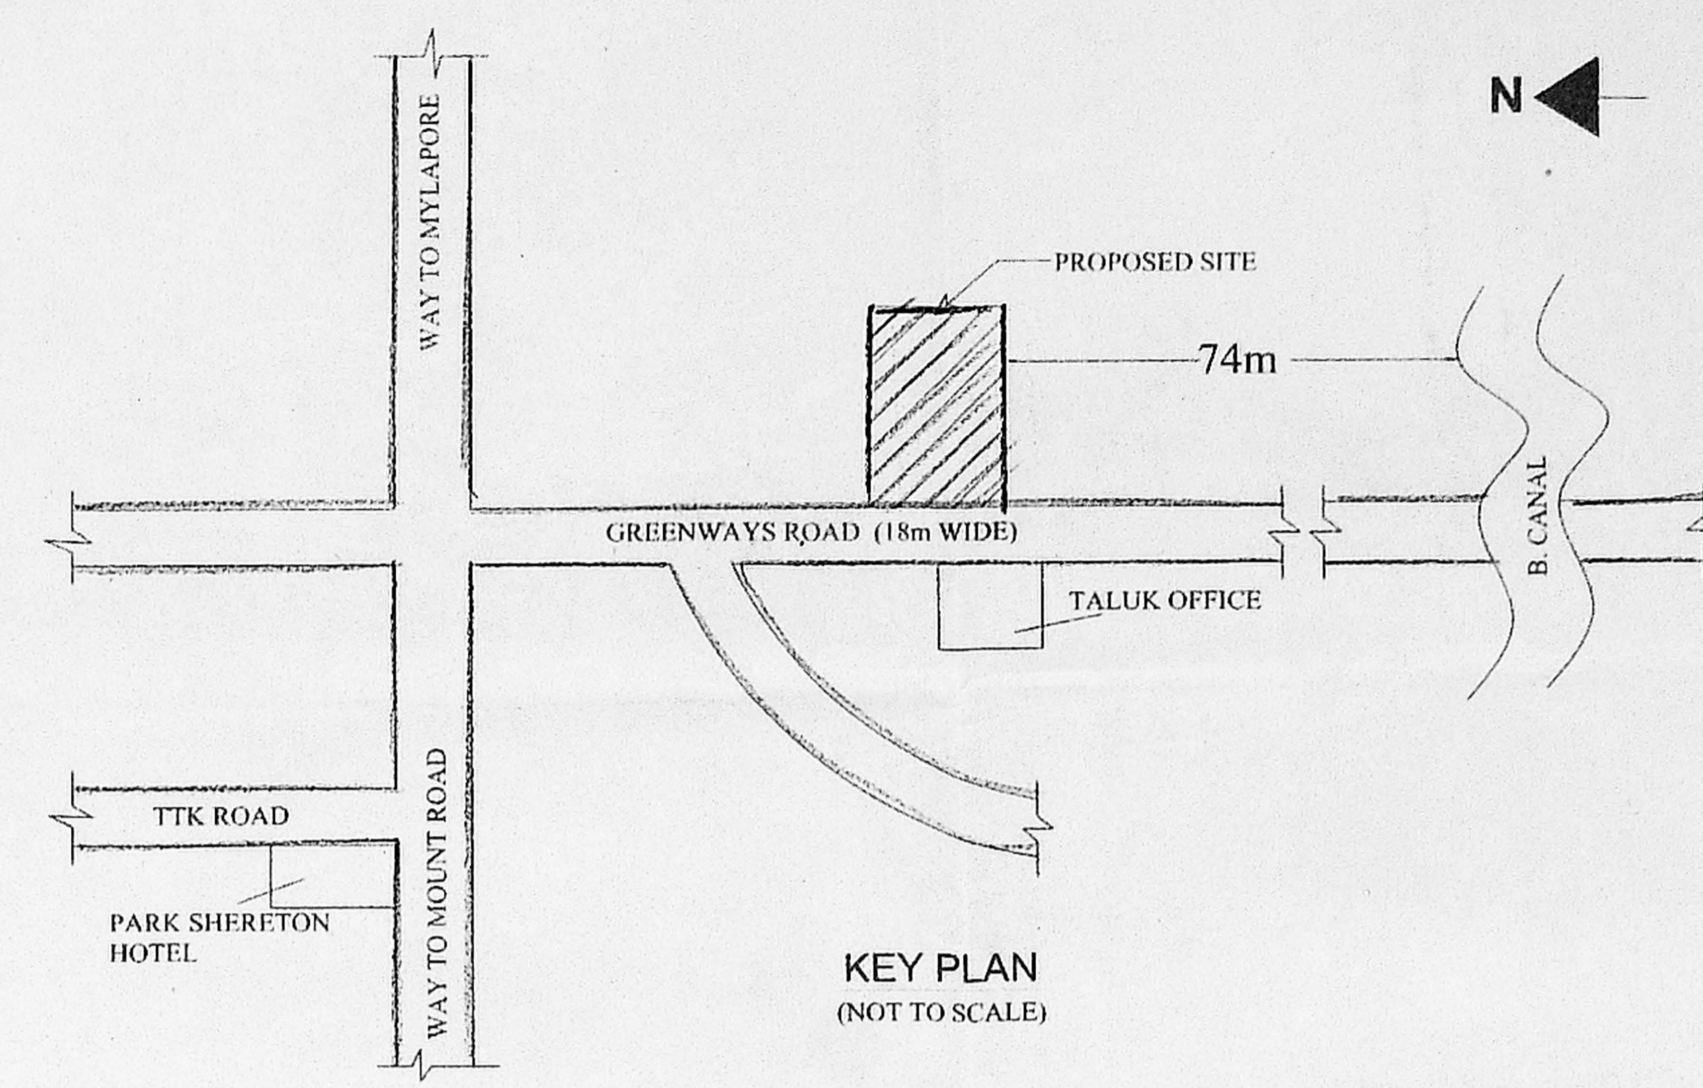 N
WAY TO MYLAPORE
PROPOSED SITE
74m
GREENWAYS ROAD (18m WIDE)
B. CANAL
TALUK OFFICE
TTK ROAD
WAY TO MOUNT ROAD
PARK SHERETON
HOTEL
KEY PLAN
(NOT TO SCALE)